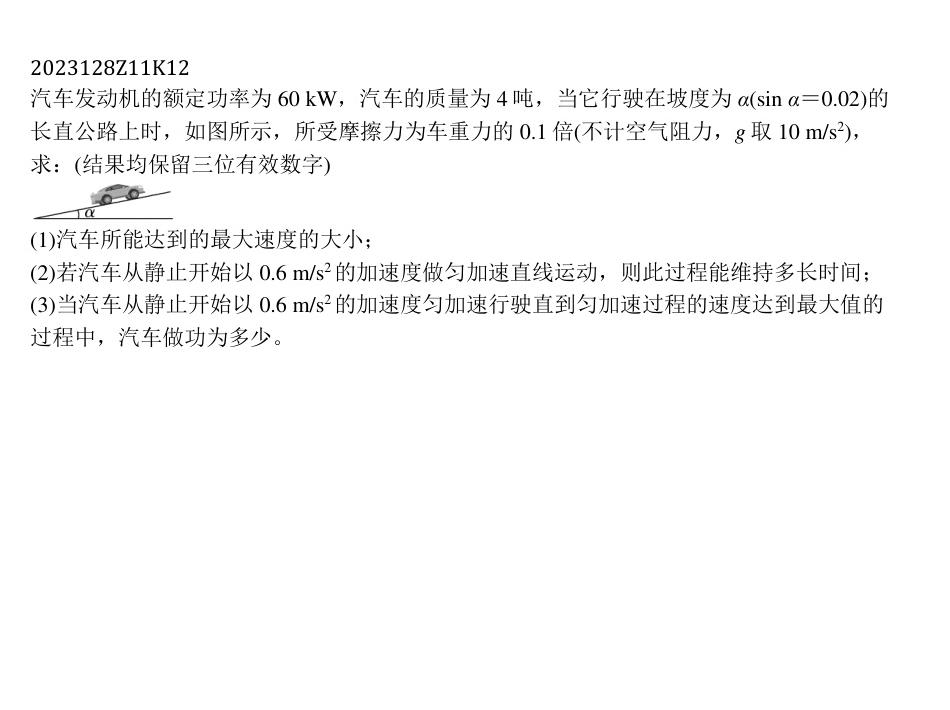 2023128Z11K12
汽车发动机的额定功率为 60 kW，汽车的质量为 4 吨，当它行驶在坡度为 α(sin α＝0.02)的
长直公路上时，如图所示，所受摩擦力为车重力的 0.1 倍(不计空气阻力，g 取 10 m/s²)，
求：(结果均保留三位有效数字)
α
(1)汽车所能达到的最大速度的大小；
(2)若汽车从静止开始以 0.6 m/s² 的加速度做匀加速直线运动，则此过程能维持多长时间；
(3)当汽车从静止开始以 0.6 m/s² 的加速度匀加速行驶直到匀加速过程的速度达到最大值的
过程中，汽车做功为多少。